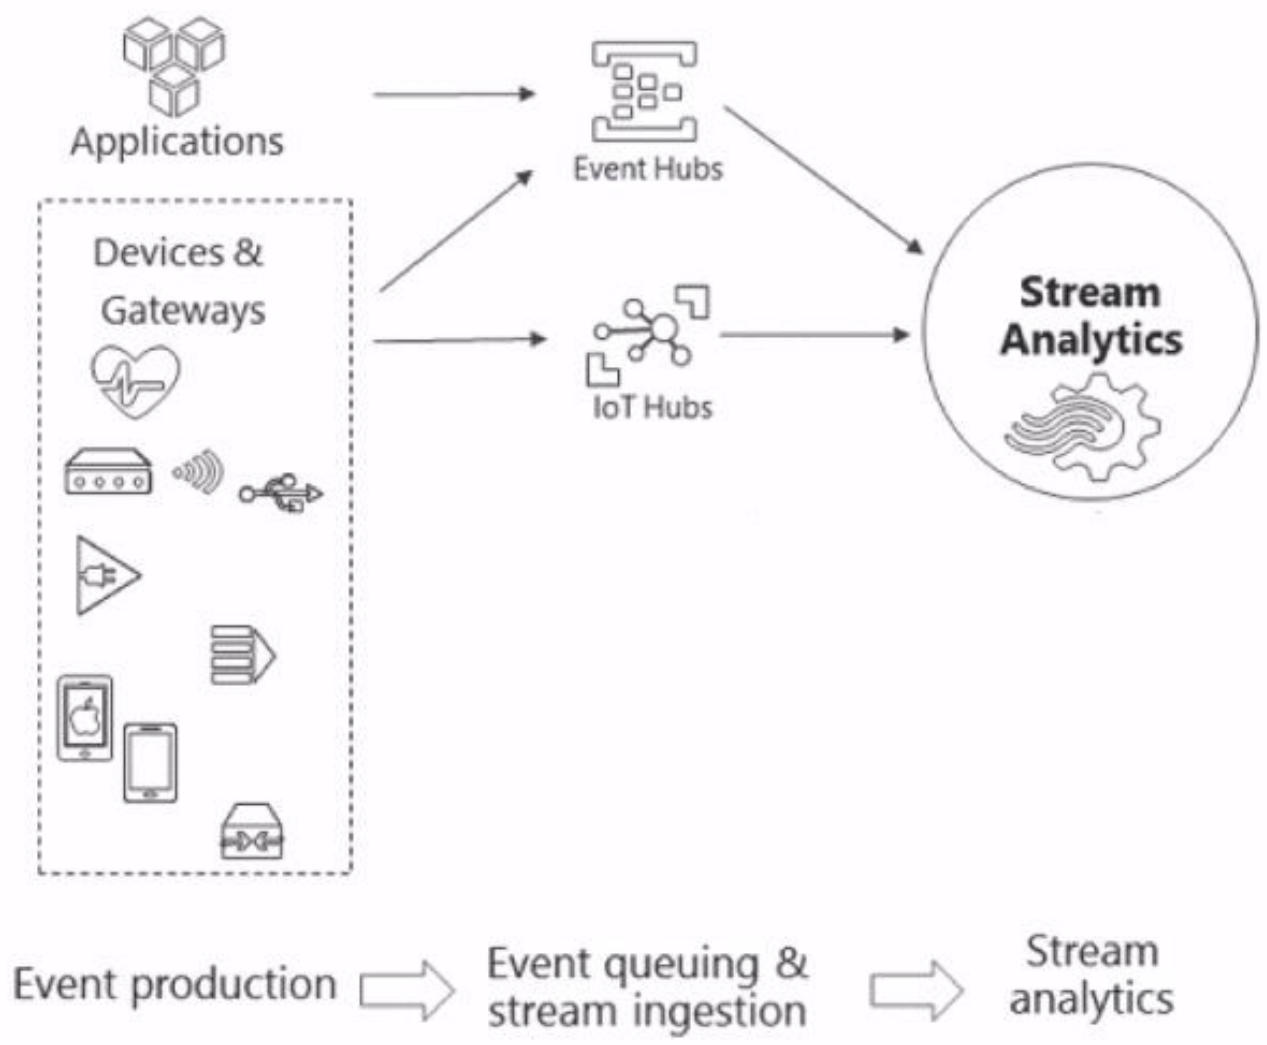 Applications
Event Hubs
Devices &
Gateways
IoT Hubs
Stream
Analytics
Event production
Event queuing &
stream ingestion
Stream
analytics